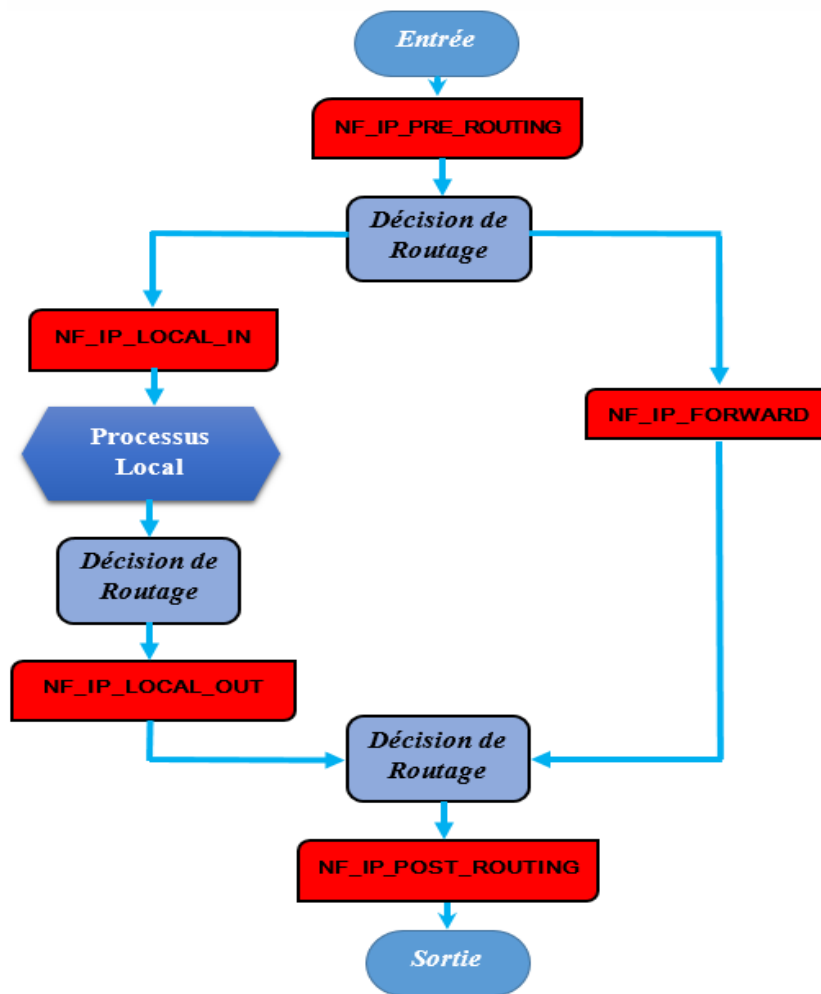 Entrée
NF_IP_PRE_ROUTING
Décision de
Routage
NF_IP_LOCAL_IN
NF_IP_FORWARD
Processus
Local
Décision de
Routage
NF_IP_LOCAL_OUT
Décision de
Routage
NF_IP_POST_ROUTING
Sortie